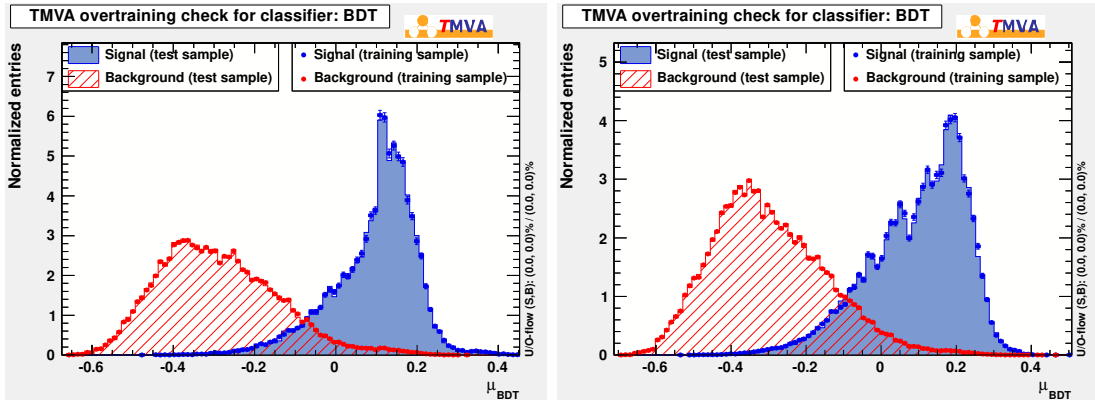 TMVA overtraining check for classifier: BDT
TMVA
Signal (test sample)
Background (test sample)
Signal (training sample)
Background (training sample)
Normalized entries
7
6
5
4
3
2
1
0
-0.6 -0.4 -0.2 0 0.2 0.4
μBDT
U/O-flow (S,B): (0.0, 0.0)% / (0.0, 0.0)%
TMVA overtraining check for classifier: BDT
TMVA
Signal (test sample)
Background (test sample)
Signal (training sample)
Background (training sample)
Normalized entries
5
4
3
2
1
0
-0.6 -0.4 -0.2 0 0.2 0.4
μBDT
U/O-flow (S,B): (0.0, 0.0)% / (0.0, 0.0)%